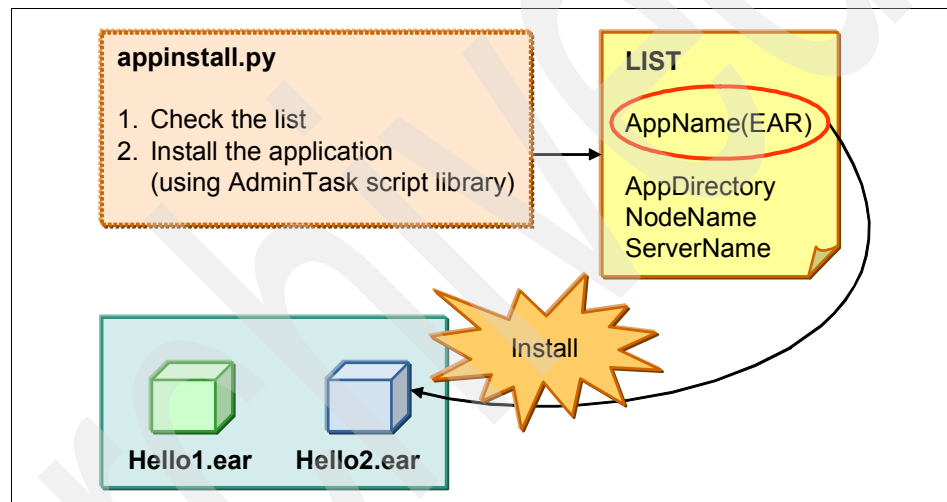 appinstall.py
1. Check the list
2. Install the application
(using AdminTask script library)
LIST
AppName(EAR)
AppDirectory
NodeName
ServerName
Install
Hello1.ear
Hello2.ear